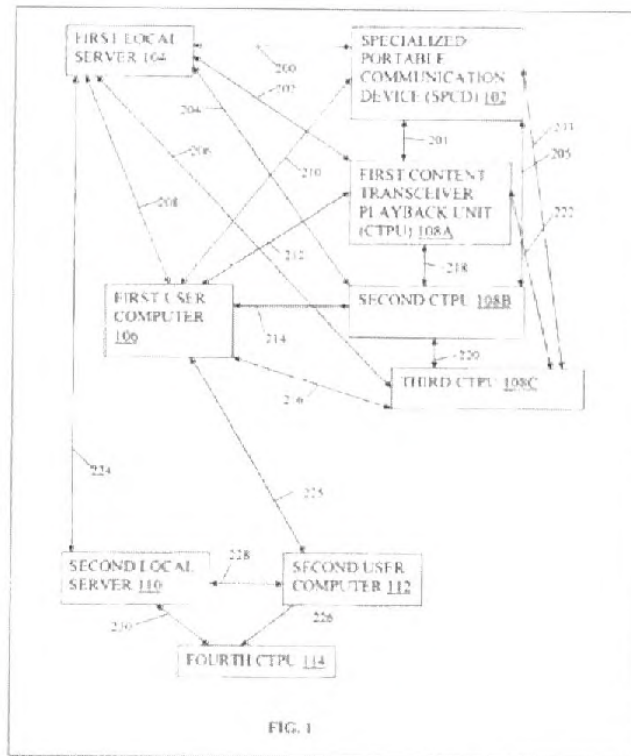 FIRST LOCAL
SERVER 104
SPECIALIZED
PORTABLE
COMMUNICATION
DEVICE (SPCD) 102
200
202
204
206
201
203
205
210
208
FIRST CONTENT
TRANSCEIVER
PLAYBACK UNIT
(CTPU) 108A
222
212
218
FIRST USER
COMPUTER
106
SECOND CTPU 108B
214
220
THIRD CTPU 108C
216
224
225
SECOND LOCAL
SERVER 110
228
SECOND USER
COMPUTER 112
230
226
FOURTH CTPU 114
FIG. 1